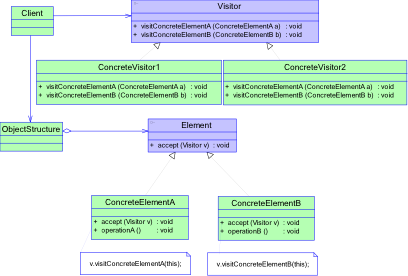 Client
Visitor
+ visitConcreteElementA (ConcreteElementA a) : void
+ visitConcreteElementB (ConcreteElementB b) : void
ConcreteVisitor1
+ visitConcreteElementA (ConcreteElementA a) : void
+ visitConcreteElementB (ConcreteElementB b) : void
ConcreteVisitor2
+ visitConcreteElementA (ConcreteElementA a) : void
+ visitConcreteElementB (ConcreteElementB b) : void
ObjectStructure
Element
+ accept (Visitor v) : void
ConcreteElementA
+ accept (Visitor v) : void
+ operationA () : void
ConcreteElementB
+ accept (Visitor v) : void
+ operationB () : void
v.visitConcreteElementA(this);
v.visitConcreteElementB(this);